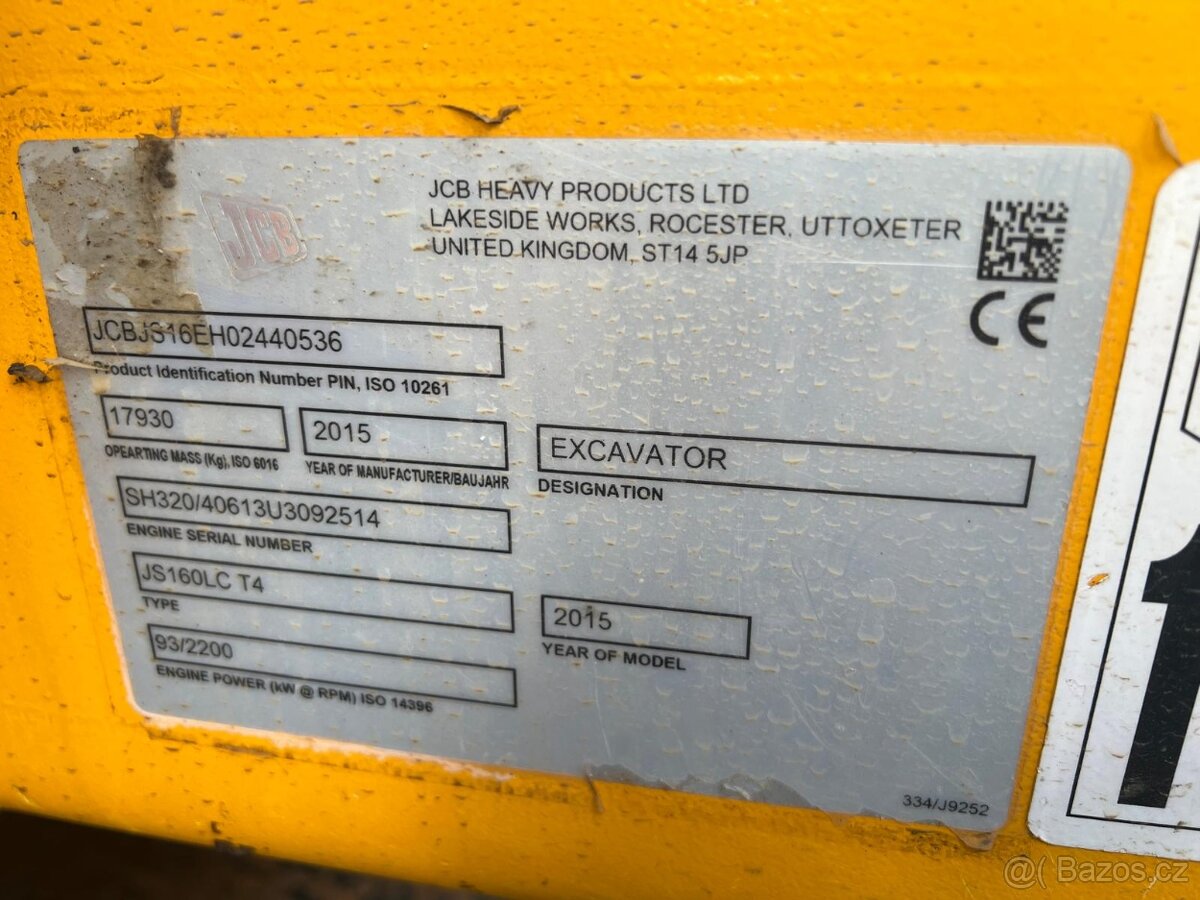 JCB
JCB HEAVY PRODUCTS LTD
LAKESIDE WORKS, ROCESTER, UTTOXETER
UNITED KINGDOM, ST14 5JP
CE
JCBJS16EH02440536
Product Identification Number PIN, ISO 10261
17930
OPEARTING MASS (Kg), ISO 6016
2015
YEAR OF MANUFACTURER/BAUJAHR
EXCAVATOR
DESIGNATION
SH320/40613U3092514
ENGINE SERIAL NUMBER
JS160LC T4
TYPE
2015
YEAR OF MODEL
93/2200
ENGINE POWER (kW @ RPM) ISO 14396
334/J9252
1
Bazos.cz